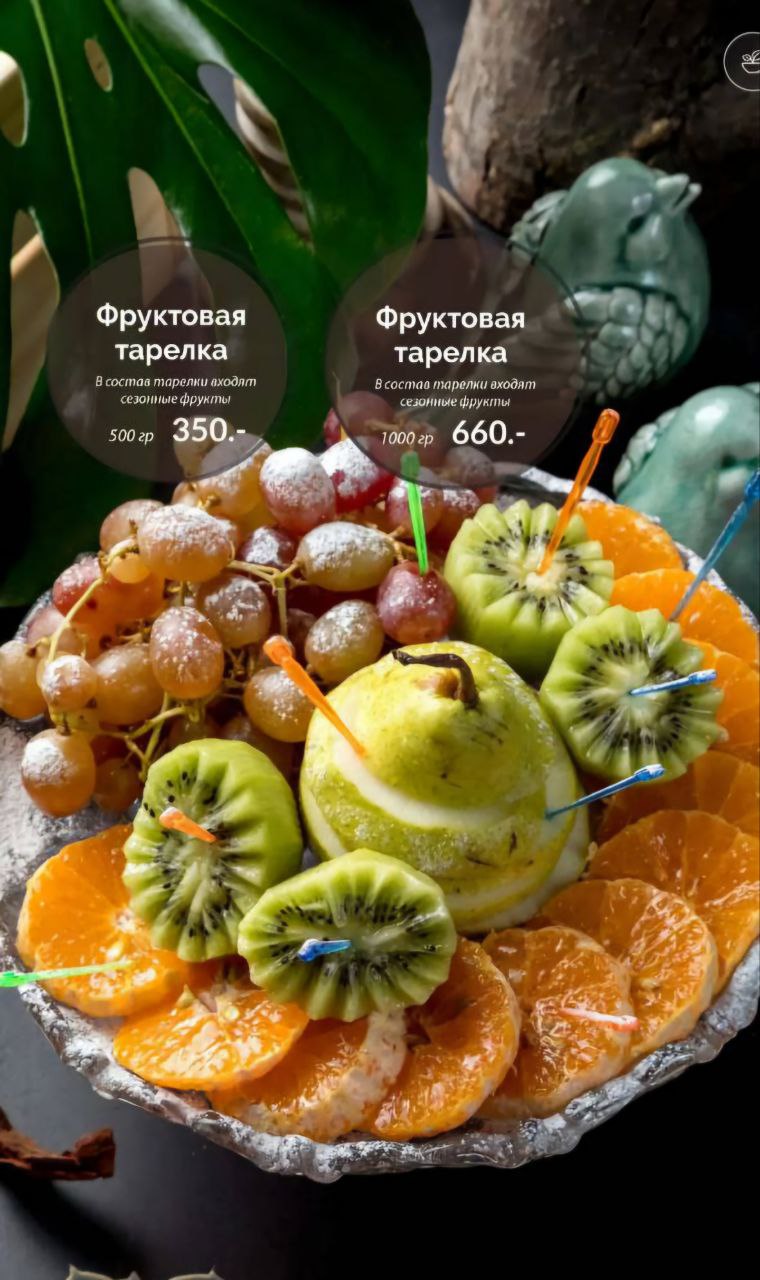 Фруктовая
тарелка
В состав тарелки входят
сезонные фрукты
500 гр 350.-
Фруктовая
тарелка
В состав тарелки входят
сезонные фрукты
1000 гр 660.-